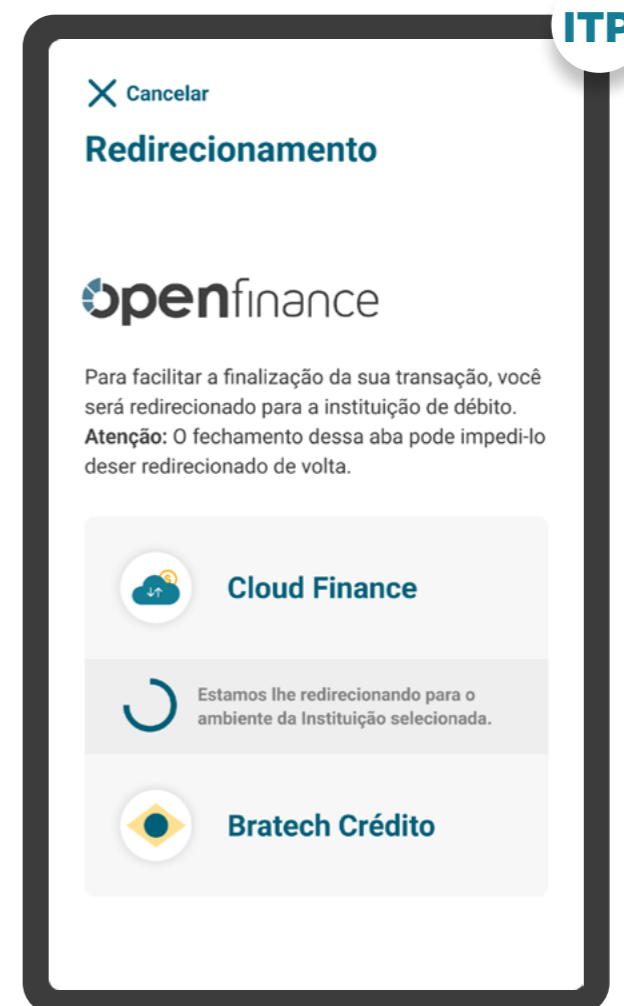 ITP
Cancelar
Redirecionamento
openfinance
Para facilitar a finalização da sua transação, você
será redirecionado para a instituição de débito.
Atenção: O fechamento dessa aba pode impedi-lo
deser redirecionado de volta.
$
Cloud Finance
Estamos lhe redirecionando para o
ambiente da Instituição selecionada.
Bratech Crédito